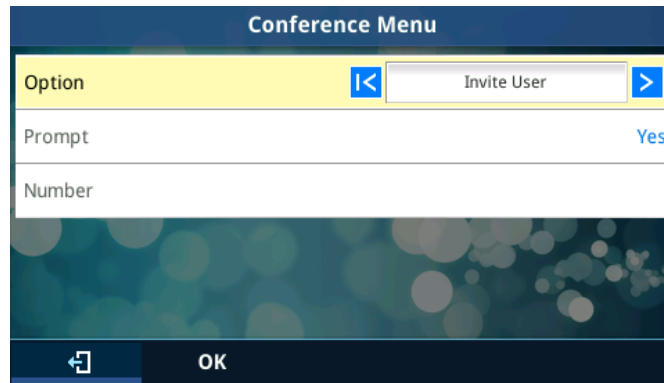 Conference Menu
Option Invite User
Prompt Yes
Number
OK